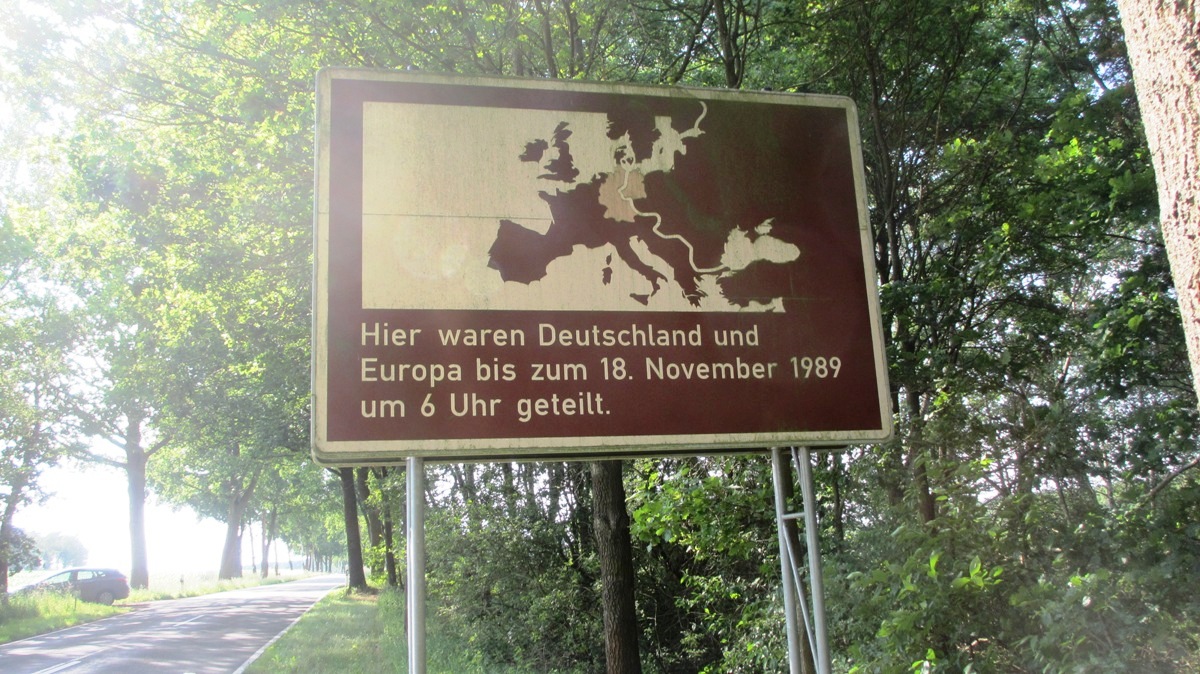 Hier waren Deutschland und
Europa bis zum 18. November 1989
um 6 Uhr geteilt.